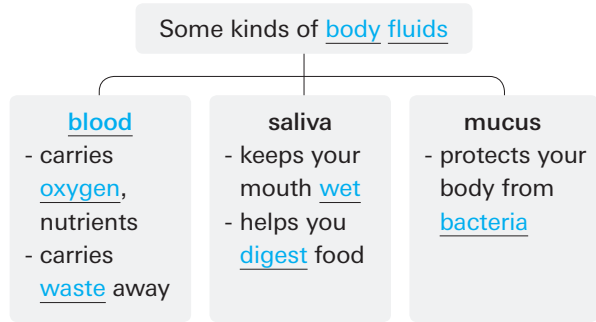 Some kinds of body fluids
blood
- carries
oxygen,
nutrients
- carries
waste away
saliva
- keeps your
mouth wet
- helps you
digest food
mucus
- protects your
body from
bacteria